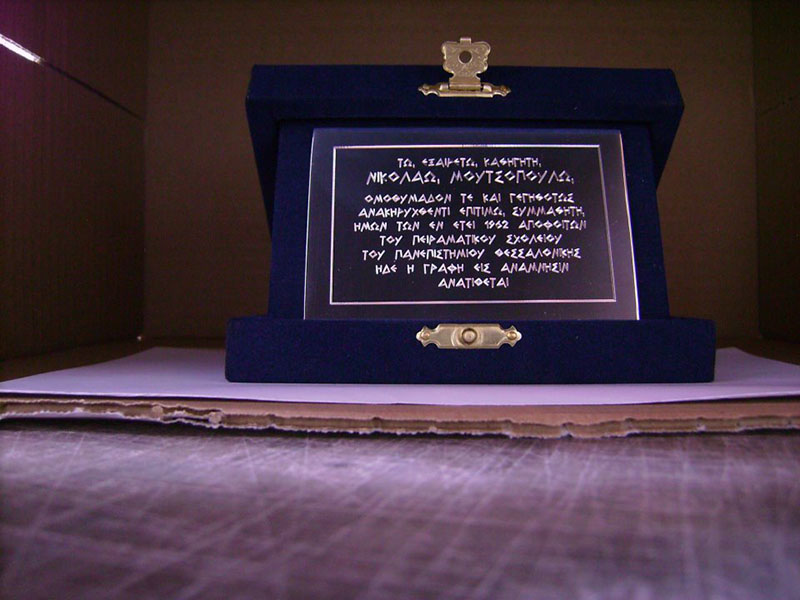 ΤΩ, ΕΞΑΙΡΕΤΩ, ΚΑΘΗΓΗΤΗ,
ΝΙΚΟΛΑΩ, ΜΟΥΤΣΟΠΟΥΛΩ,
ΟΜΟΘΥΜΑΔΟΝ ΤΕ ΚΑΙ ΓΕΓΗΘΟΤΩΣ
ΑΝΑΚΗΡΥΧΘΕΝΤΙ ΕΠΙΤΙΜΩ, ΣΥΜΜΑΘΗΤΗ,
ΗΜΩΝ ΤΩΝ ΕΝ ΕΤΕΙ 1962 ΑΠΟΦΟΙΤΩΝ
ΤΟΥ ΠΕΙΡΑΜΑΤΙΚΟΥ ΣΧΟΛΕΙΟΥ
ΤΟΥ ΠΑΝΕΠΙΣΤΗΜΙΟΥ ΘΕΣΣΑΛΟΝΙΚΗΣ
ΗΔΕ Η ΓΡΑΦΗ ΕΙΣ ΑΝΑΜΝΗΣΙΝ
ΑΝΑΤΙΘΕΤΑΙ